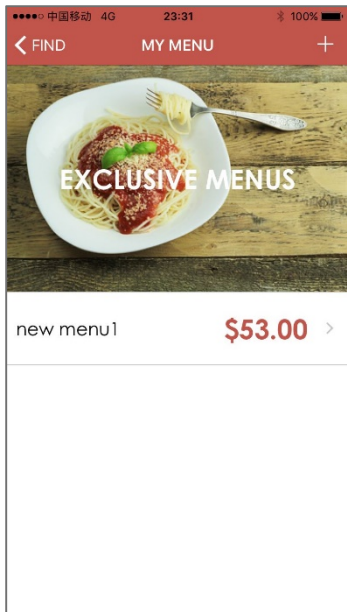 中国移动 4G 23:31 100%
FIND MY MENU +
EXCLUSIVE MENUS
new menu1 $53.00